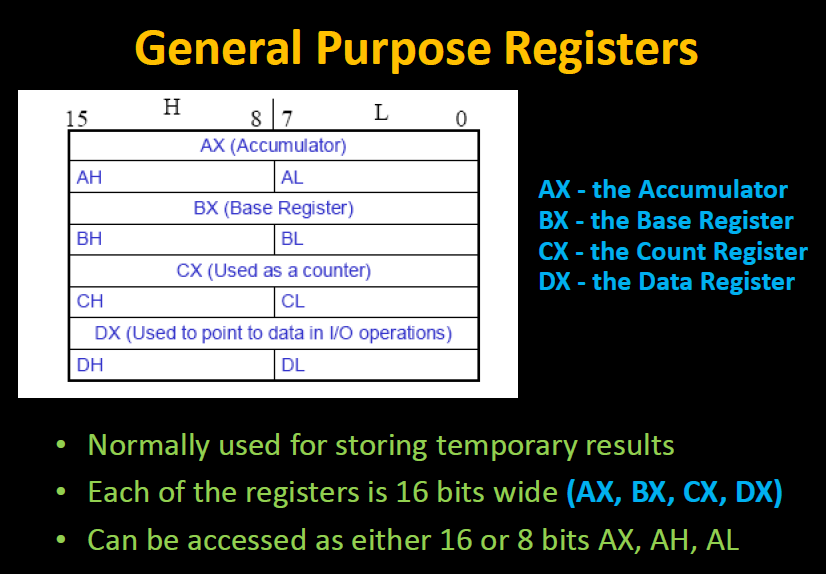 General Purpose Registers
15 H 8 7 L 0
AX (Accumulator)
AH AL
BX (Base Register)
BH BL
CX (Used as a counter)
CH CL
DX (Used to point to data in I/O operations)
DH DL
AX - the Accumulator
BX - the Base Register
CX - the Count Register
DX - the Data Register
• Normally used for storing temporary results
• Each of the registers is 16 bits wide (AX, BX, CX, DX)
• Can be accessed as either 16 or 8 bits AX, AH, AL